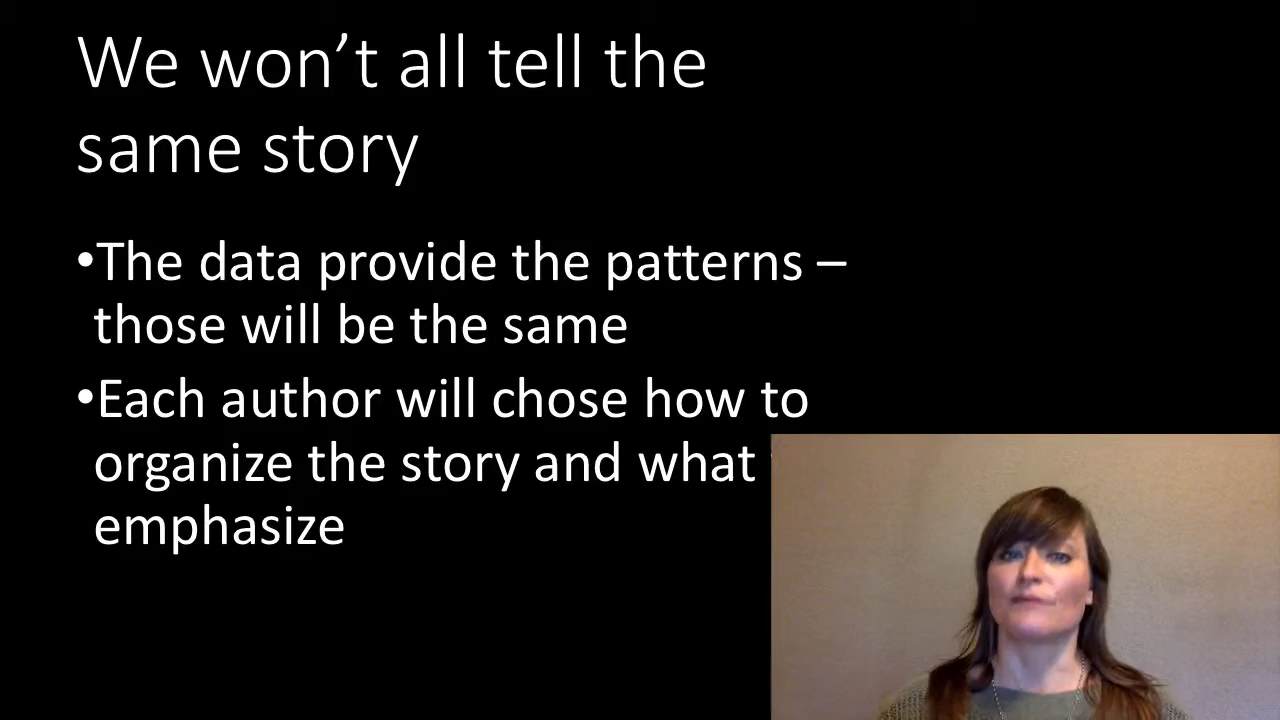 We won’t all tell the
same story
•The data provide the patterns –
those will be the same
•Each author will chose how to
organize the story and what
emphasize